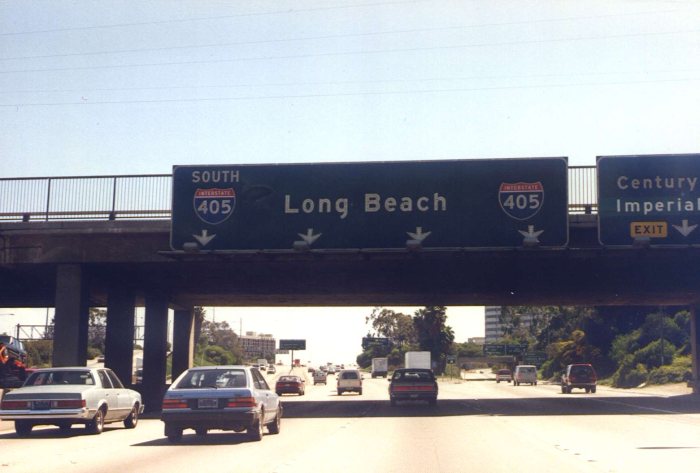 SOUTH
INTERSTATE
405
Long Beach
INTERSTATE
405
Century
Imperial
EXIT